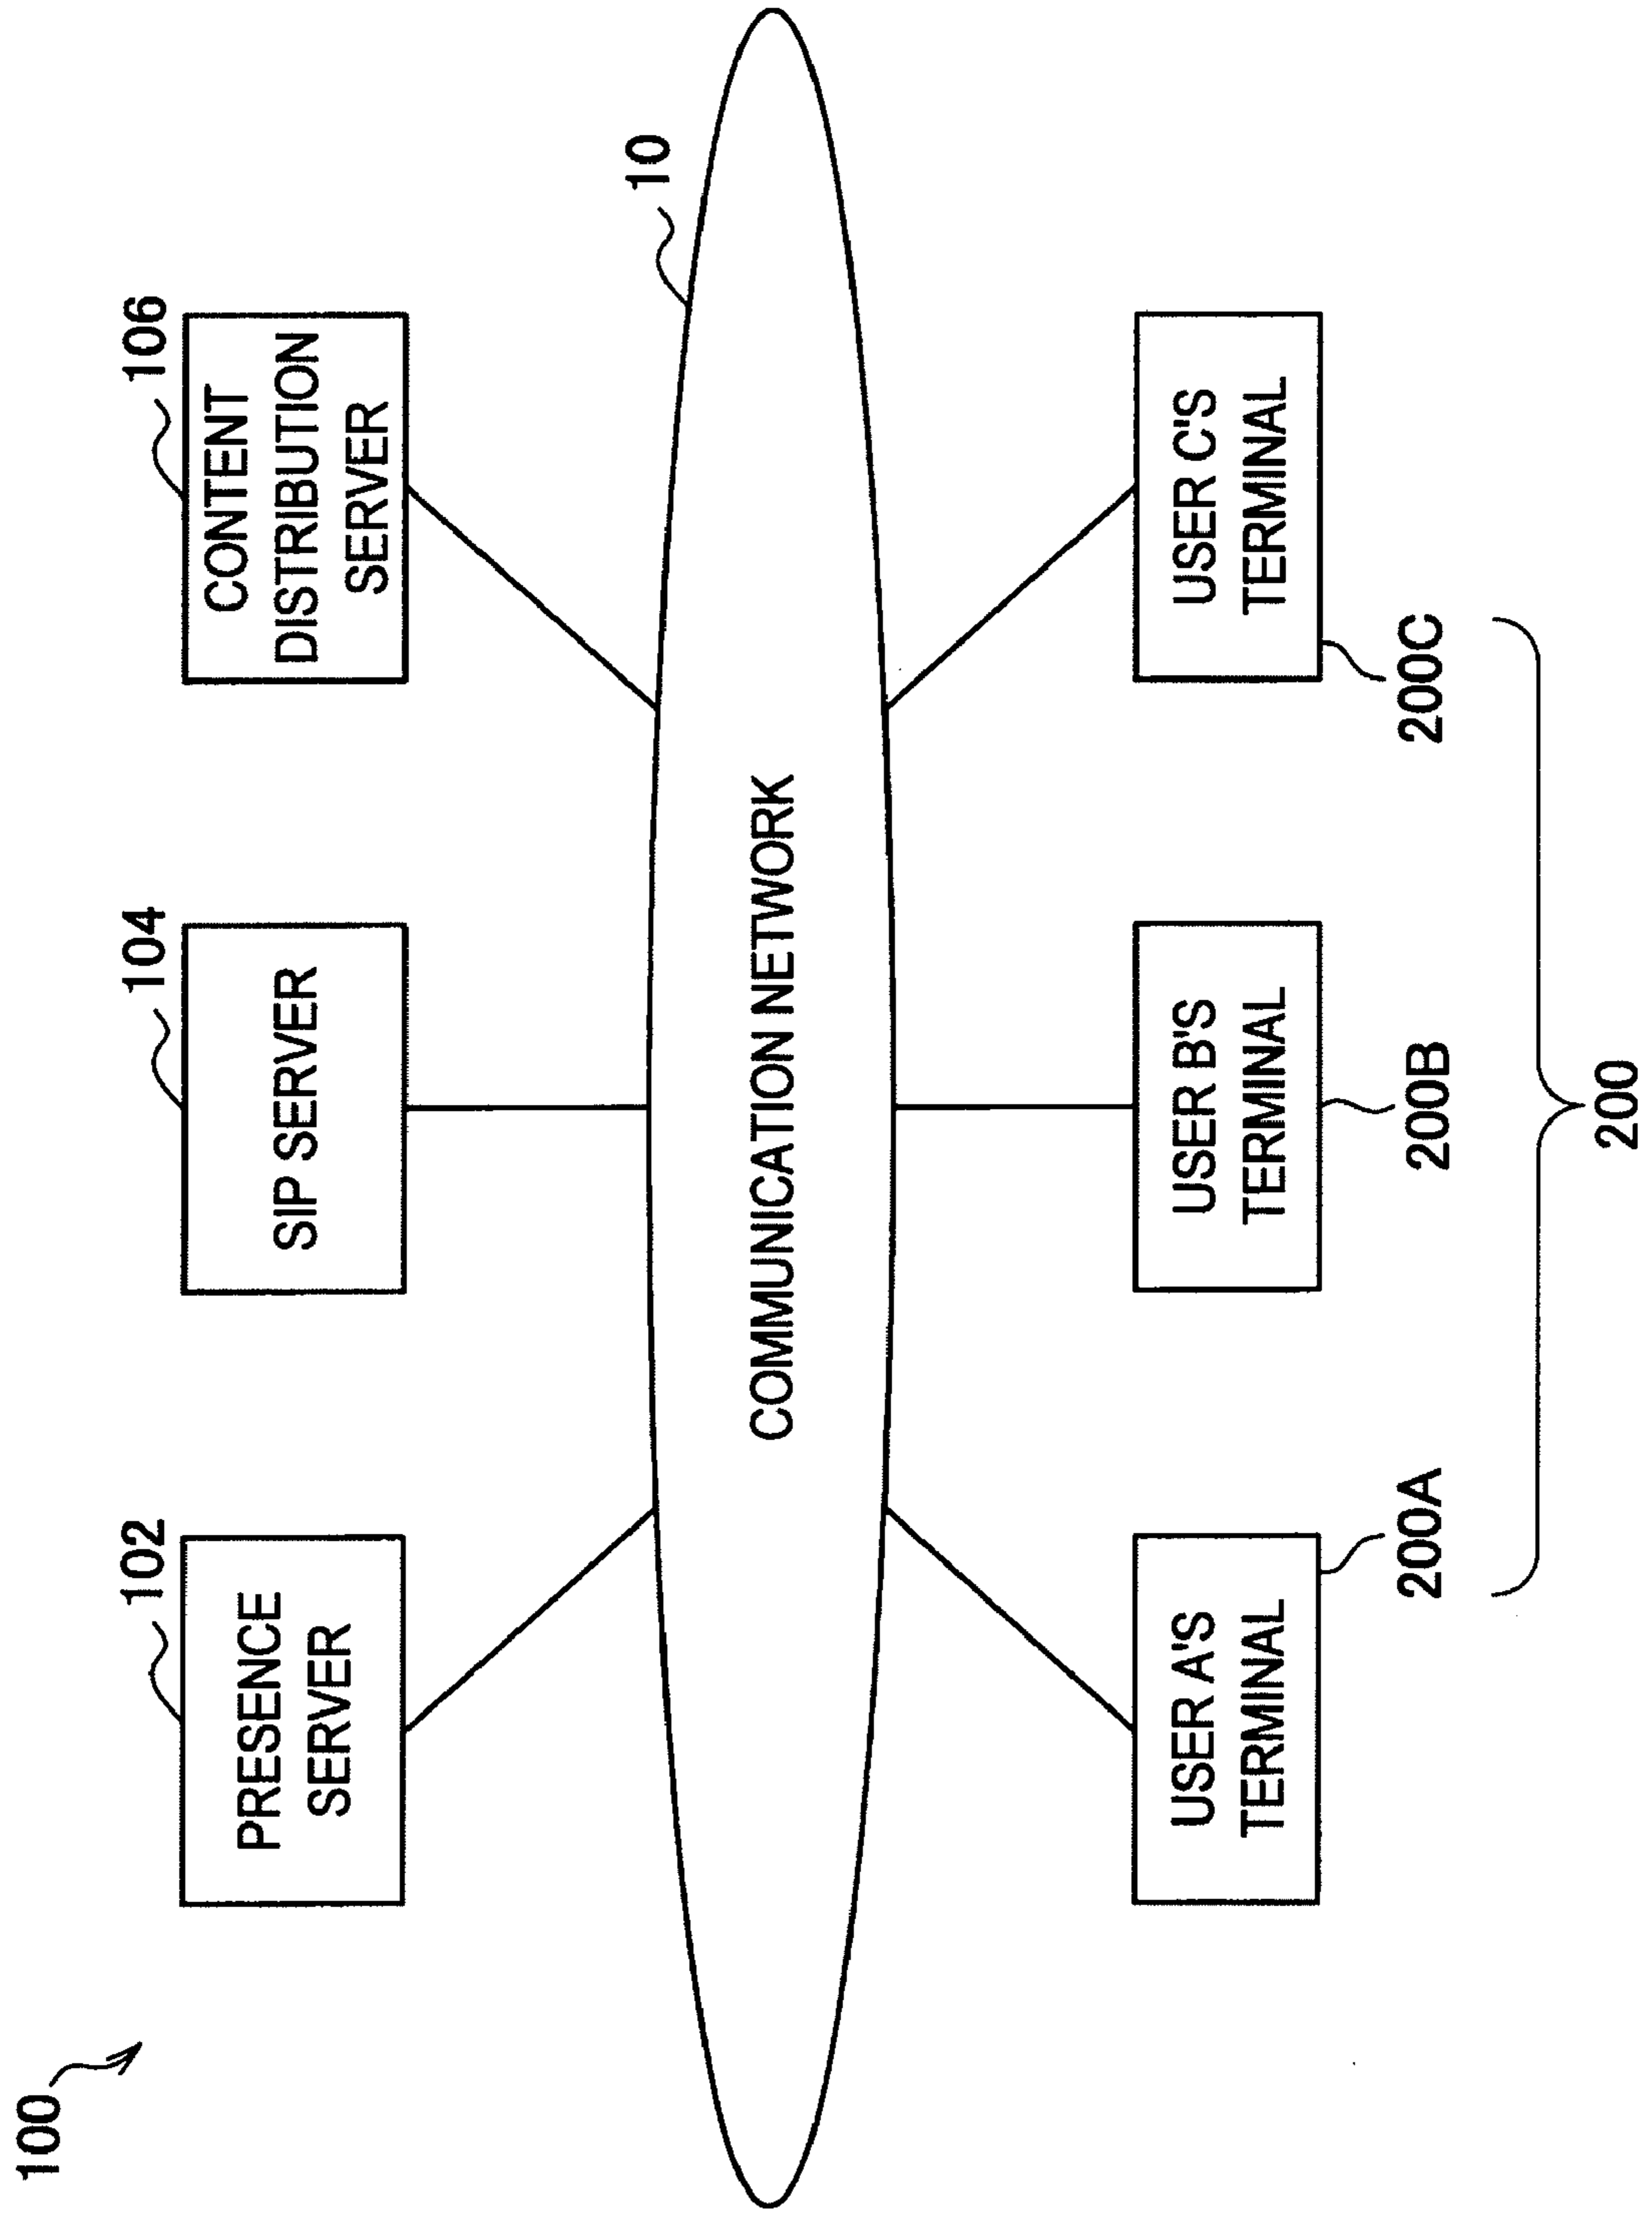 100
102
PRESENCE
SERVER
104
SIP SERVER
106
CONTENT
DISTRIBUTION
SERVER
10
COMMUNICATION NETWORK
USER A'S
TERMINAL
200A
USER B'S
TERMINAL
200B
USER C'S
TERMINAL
200C
200